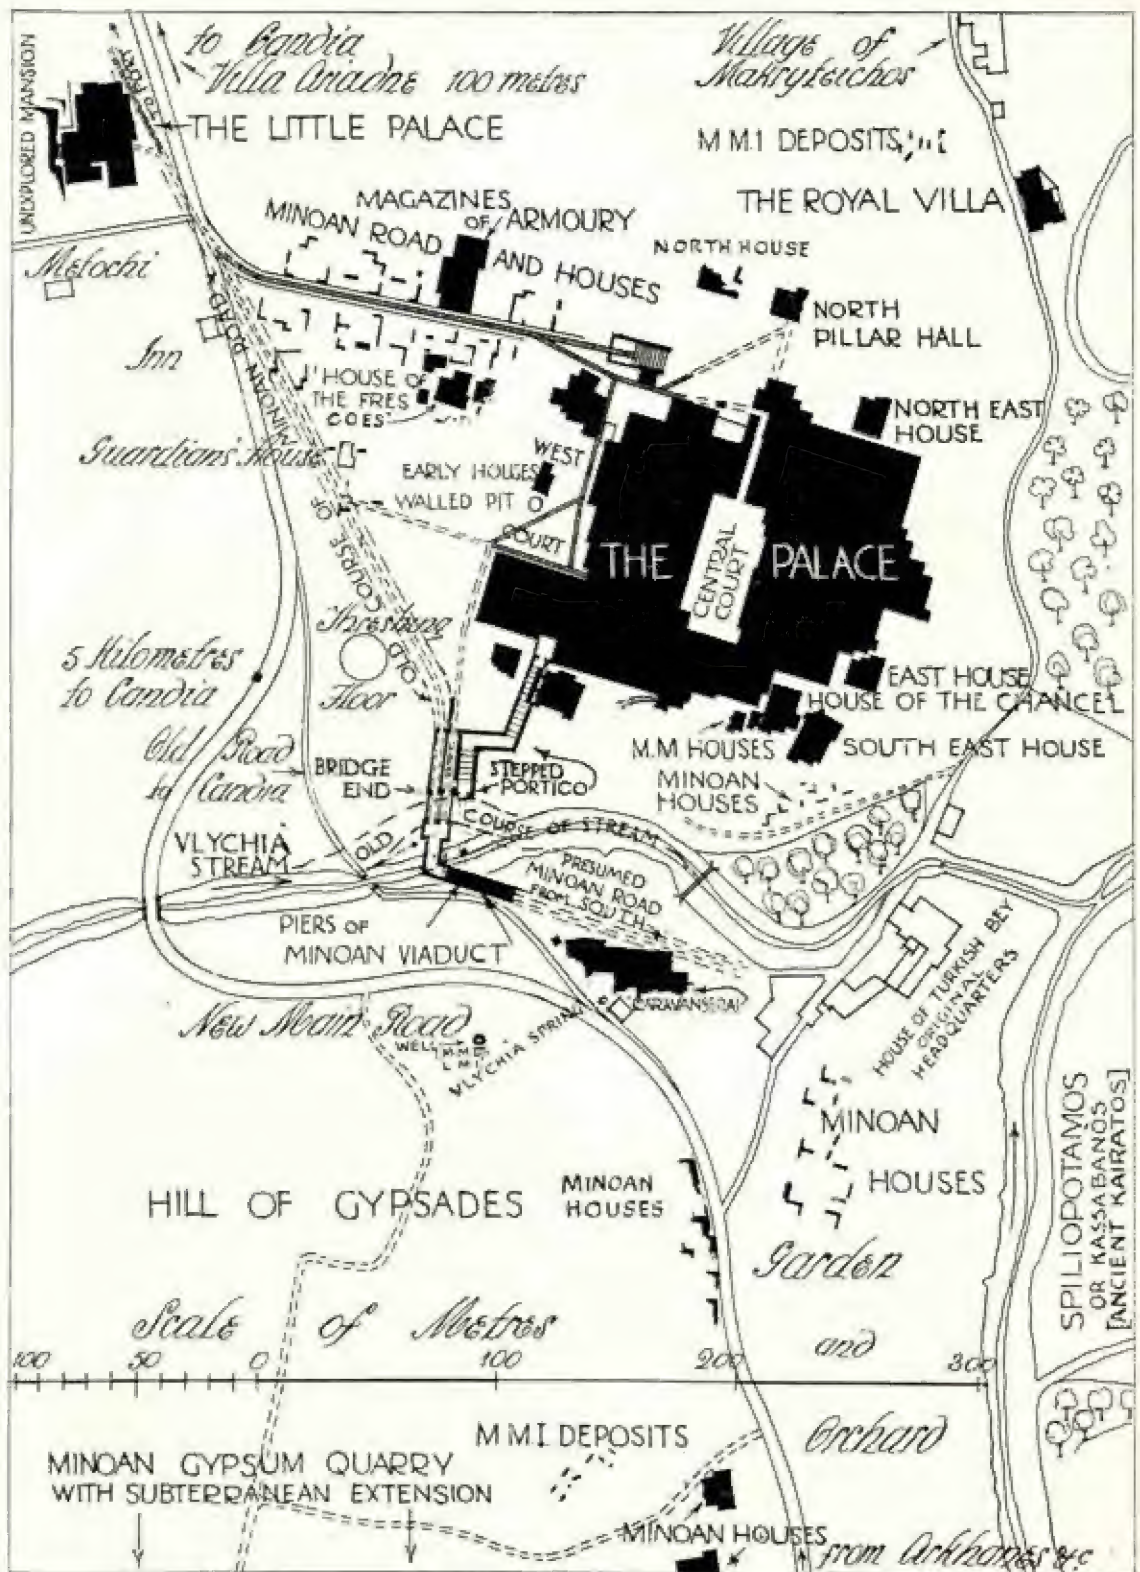 to Candia
Villa Ariadne 100 metres
Village of
Makryteichos
UNEXPLORED MANSION
TO PORT
THE LITTLE PALACE
M M.I DEPOSITS
THE ROYAL VILLA
MAGAZINES
OF ARMOURY
MINOAN ROAD AND HOUSES
NORTH HOUSE
Metochi
NORTH
PILLAR HALL
Inn
HOUSE OF
THE FRES
COES
NORTH EAST
HOUSE
Guardian's House
COURSE OF MINOAN ROAD
WEST
COURT
EARLY HOUSES
WALLED PIT
THE PALACE
CENTRAL
COURT
Threshing
Floor
OLD
5 Kilometres
to Candia
EAST HOUSE
HOUSE OF THE CHANCEL
M.M HOUSES
SOUTH EAST HOUSE
Old Road
to Candia
BRIDGE
END
STEPPED
PORTICO
MINOAN
HOUSES
VLYCHIA
STREAM
OLD COURSE OF STREAM
PRESUMED
MINOAN ROAD
FROM SOUTH
PIERS OF
MINOAN VIADUCT
CARAVANSERAI
HOUSE OF TURKISH BEY
ORIGINAL
HEADQUARTERS
New Main Road
WELL
M M
L M
VLYCHIA SPRING
MINOAN
HOUSES
SPILIOPOTAMOS
OR KASSABANOS
[ANCIENT KAIRATOS]
HILL OF GYPSADES
MINOAN
HOUSES
Garden
and
Orchard
Scale of Metres
100 50 0 100 200 300
M M.I. DEPOSITS
MINOAN GYPSUM QUARRY
WITH SUBTERRANEAN EXTENSION
MINOAN HOUSES
from Arkhanes &c